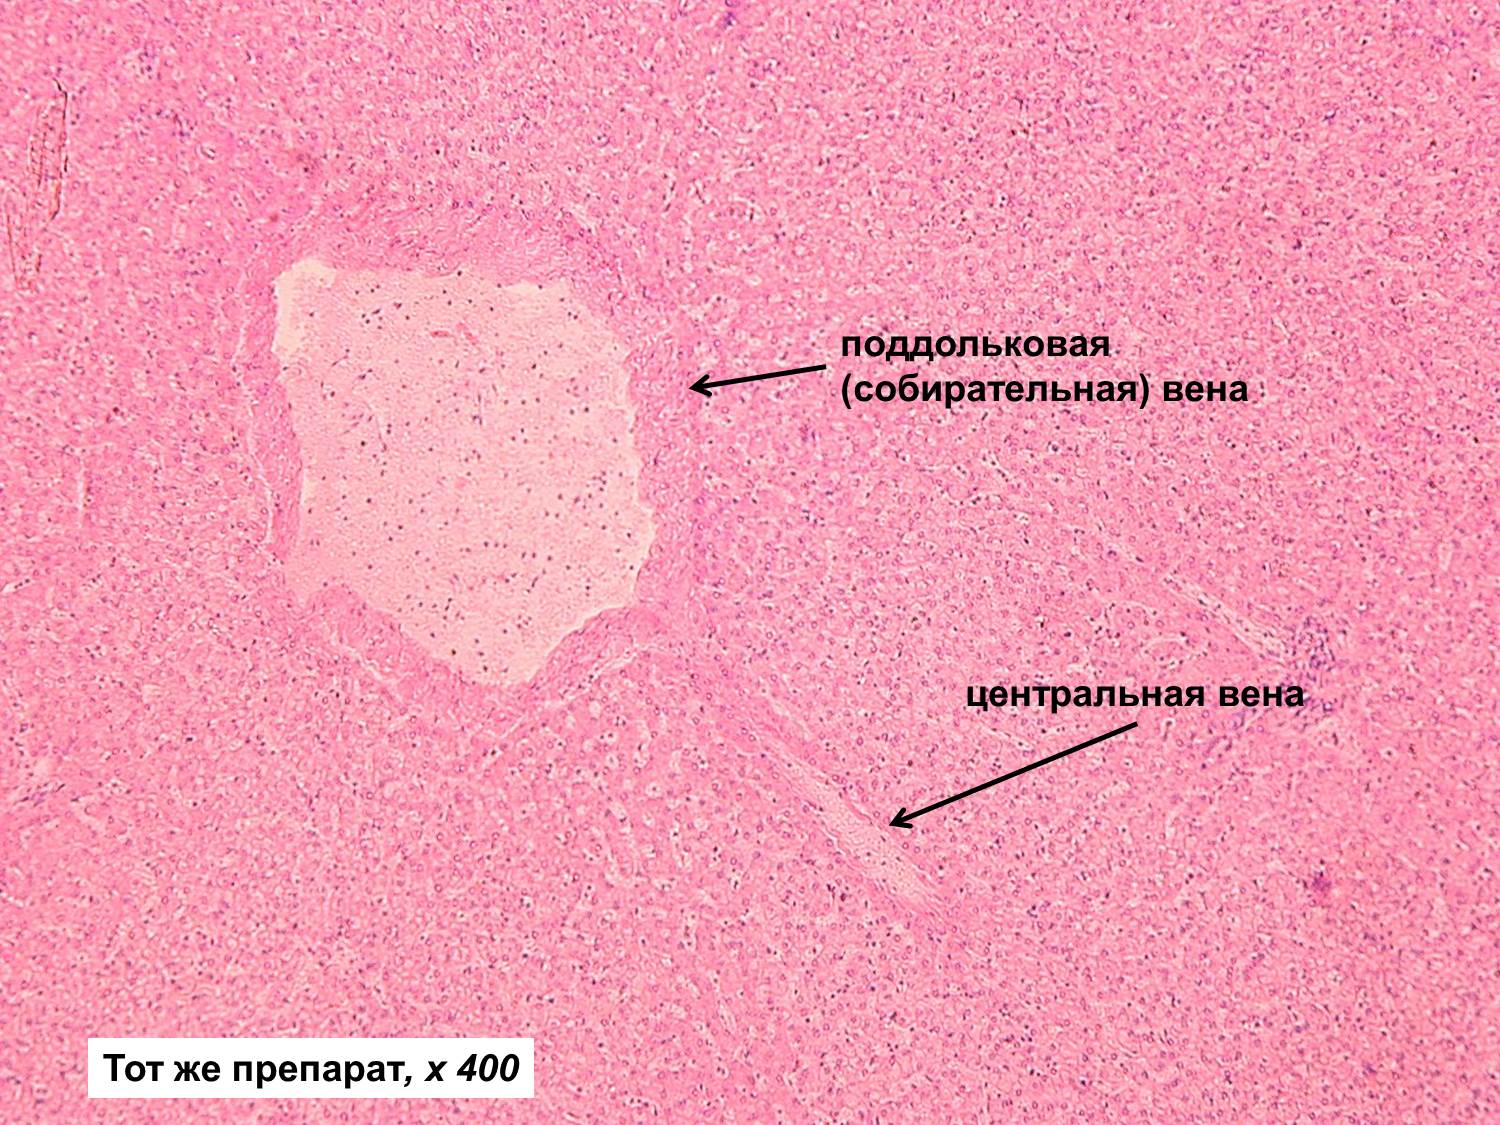 поддольковая
(собирательная) вена
центральная вена
Тот же препарат, х 400